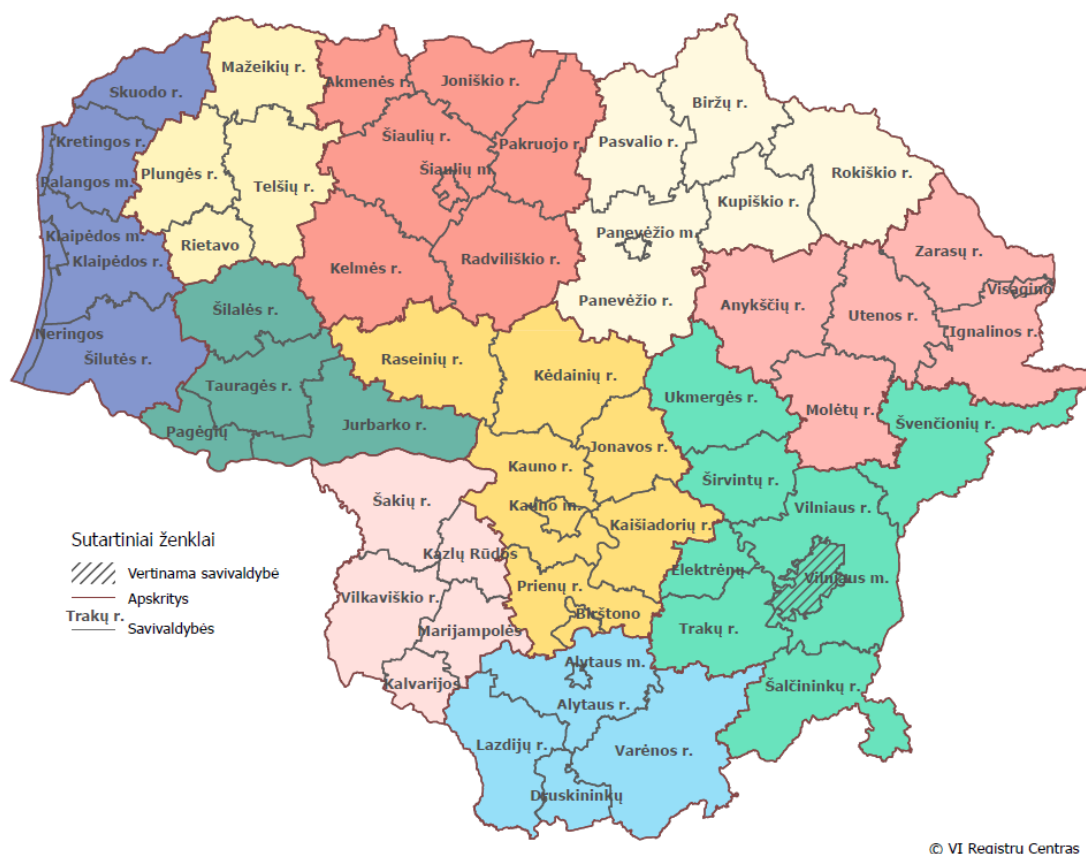 Mažeikių r.
Skuodo r.
Akmenės r.
Joniškio r.
Biržų r.
Kretingos r.
Šiaulių r.
Pakruojo r.
Pasvalio r.
Plungės r.
Telšių r.
Šiaulių m.
Rokiškio r.
Palangos m.
Kupiškio r.
Klaipėdos m.
Rietavo
Panevėžio m.
Klaipėdos r.
Kelmės r.
Radviliškio r.
Zarasų r.
Visagino
Panevėžio r.
Anykščių r.
Utenos r.
Ignalinos r.
Šilalės r.
Neringos
Šilutės r.
Raseinių r.
Kėdainių r.
Tauragės r.
Ukmergės r.
Molėtų r.
Pagėgių
Jurbarko r.
Švenčionių r.
Jonavos r.
Kauno r.
Širvintų r.
Šakių r.
Kauno m.
Vilniaus r.
Kaišiadorių r.
Kazlų Rūdos
Elektrėnų
Vilniaus m.
Prienų r.
Vilkaviškio r.
Birštono
Marijampolės
Trakų r.
Alytaus m.
Kalvarijos
Šalčininkų r.
Alytaus r.
Lazdijų r.
Varėnos r.
Druskininkų
Sutartiniai ženklai
Vertinama savivaldybė
Apskritys
Trakų r.
Savivaldybės
© VI Registru Centras